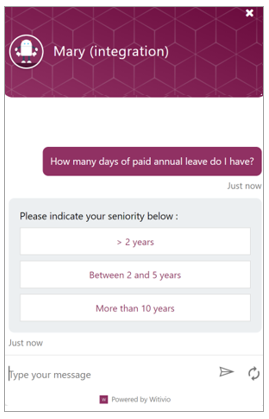 Mary (integration)
How many days of paid annual leave do I have?
Just now
Please indicate your seniority below :
> 2 years
Between 2 and 5 years
More than 10 years
Just now
Type your message
Powered by Witivio